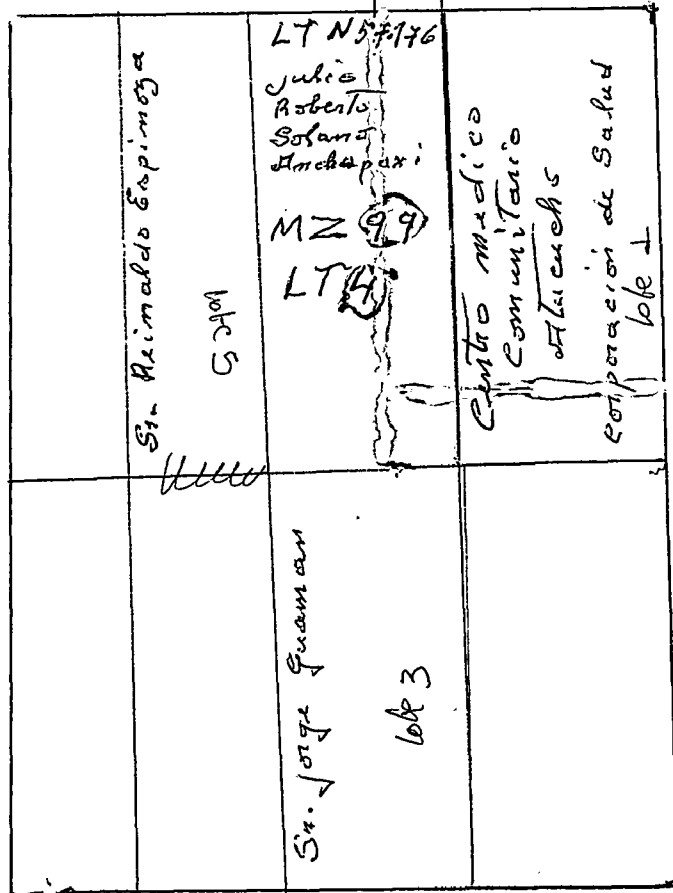 Sr. Reimaldo Espinoza
lote 5
LT N 57176
Julio
Roberto
Solano
Anchapaxi
MZ 99
LT 4
Centro medico
Comunitario
Atucucho
Corporación de Salud
lote 1
Sr. Jorge Guaman
lote 3